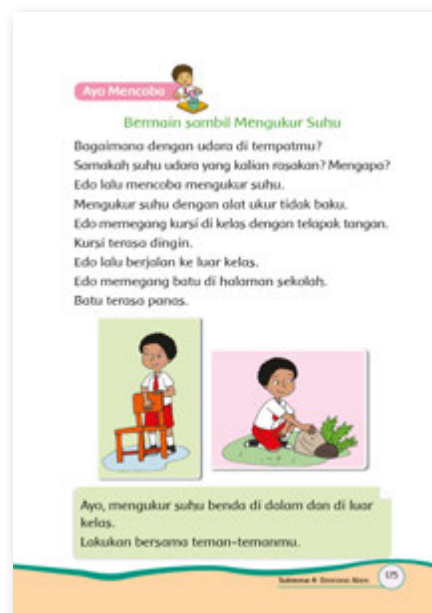 Ayo Mencoba
Bermain sambil Mengukur Suhu
Bagaimana dengan udara di tempatmu?
Samakah suhu udara yang kalian rasakan? Mengapa?
Edo lalu mencoba mengukur suhu.
Mengukur suhu dengan alat ukur tidak baku.
Edo memegang kursi di kelas dengan telapak tangan.
Kursi terasa dingin.
Edo lalu berjalan ke luar kelas.
Edo memegang batu di halaman sekolah.
Batu terasa panas.
Ayo, mengukur suhu benda di dalam dan di luar
kelas.
Lakukan bersama teman-temanmu.
Subtema 4: Bencana Alam
175